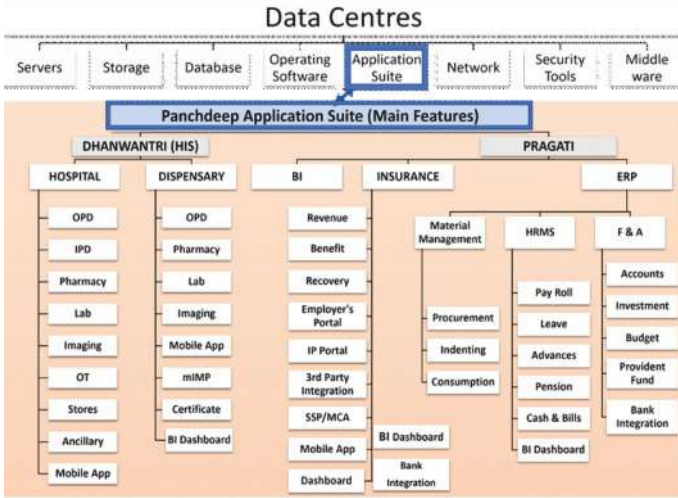 Data Centres
Servers
Storage
Database
Operating
Software
Application
Suite
Network
Security
Tools
Middle
ware
Panchdeep Application Suite (Main Features)
DHANWANTRI (HIS)
PRAGATI
HOSPITAL
DISPENSARY
BI
INSURANCE
ERP
OPD
IPD
Pharmacy
Lab
Imaging
OT
Stores
Ancillary
Mobile App
OPD
Pharmacy
Lab
Imaging
Mobile App
mIMP
Certificate
BI Dashboard
Revenue
Benefit
Recovery
Employer's
Portal
IP Portal
3rd Party
Integration
SSP/MCA
Mobile App
Dashboard
BI Dashboard
Bank
Integration
Material
Management
Procurement
Indenting
Consumption
HRMS
Pay Roll
Leave
Advances
Pension
Cash & Bills
BI Dashboard
F & A
Accounts
Investment
Budget
Provident
Fund
Bank
Integration